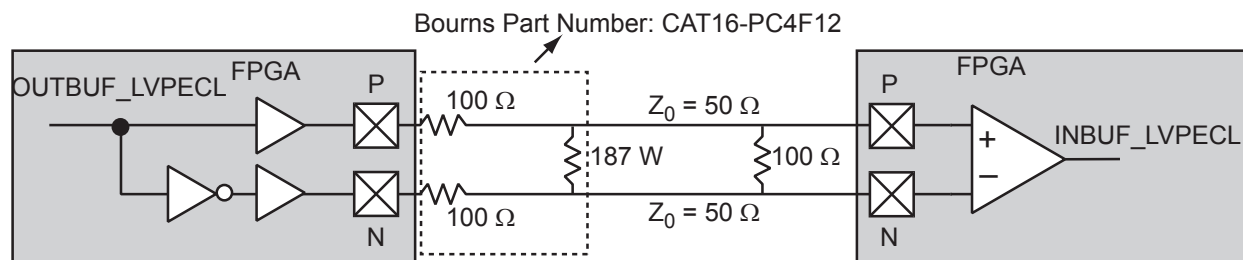 Bourns Part Number: CAT16-PC4F12
OUTBUF_LVPECL
FPGA
P
100 Ω
Z0 = 50 Ω
187 W
100 Ω
100 Ω
N
Z0 = 50 Ω
FPGA
P
+
−
INBUF_LVPECL
N